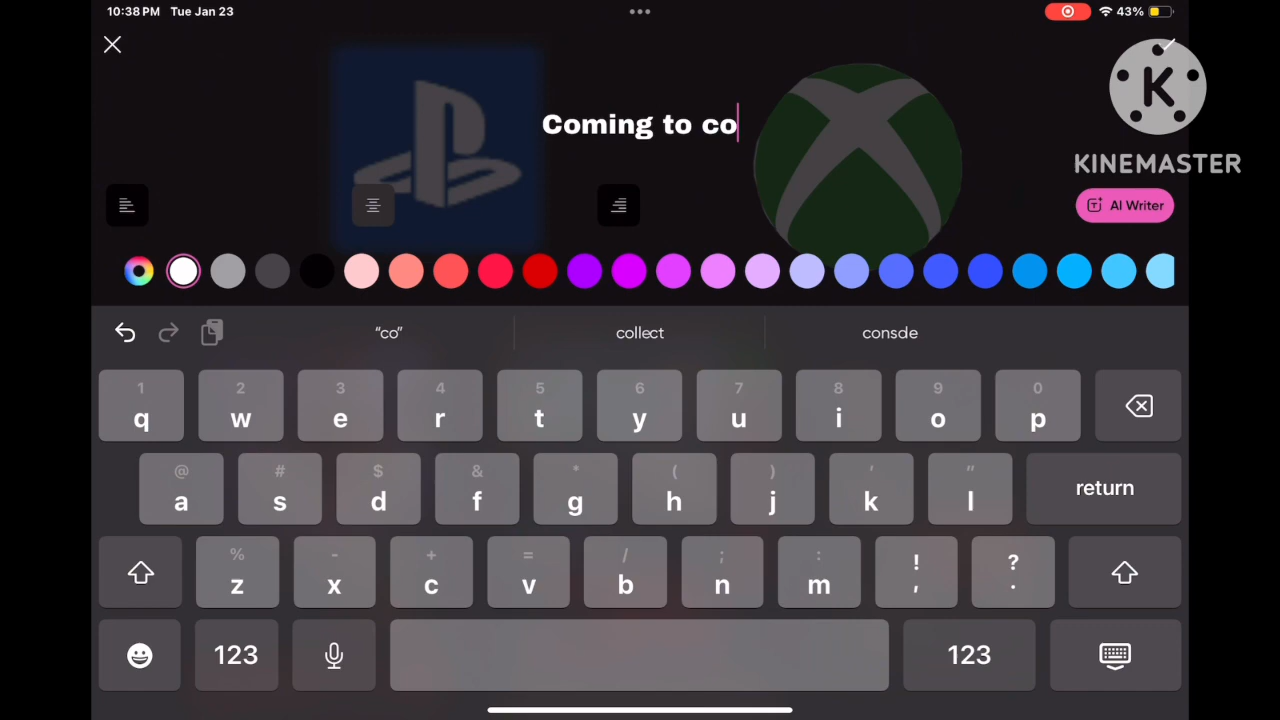 10:38 PM Tue Jan 23
43%
Coming to co
KINEMASTER
AI Writer
“co” collect consde
1 2 3 4 5 6 7 8 9 0
q w e r t y u i o p
@ # $ & * ( ) ' "
a s d f g h j k l return
% - + = / ; : ! ?
z x c v b n m , .
123 123